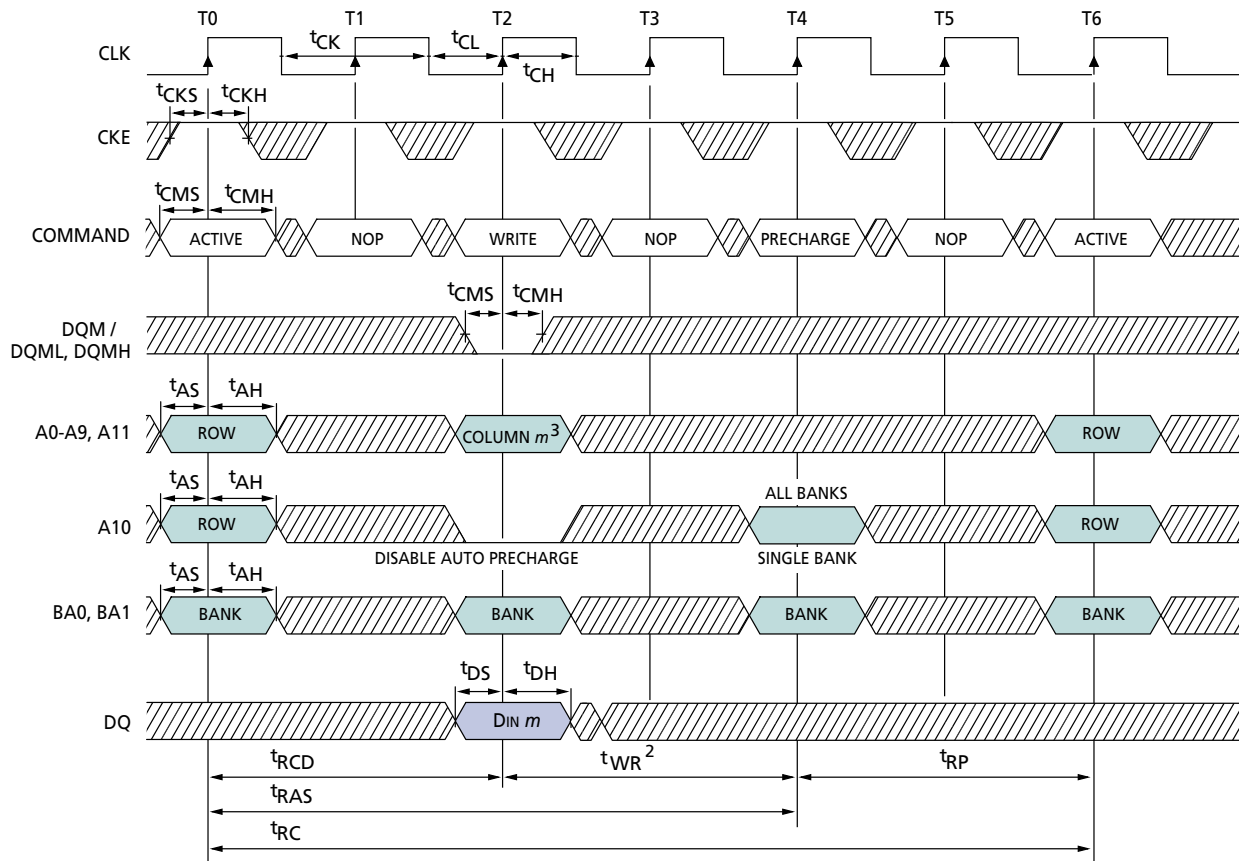 T0 T1 T2 T3 T4 T5 T6
CLK
tCK tCL
tCH
tCKS tCKH
CKE
tCMS tCMH
COMMAND ACTIVE NOP WRITE NOP PRECHARGE NOP ACTIVE
tCMS tCMH
DQM /
DQML, DQMH
tAS tAH
A0-A9, A11 ROW COLUMN m3 ROW
tAS tAH
ALL BANKS
A10 ROW ROW
DISABLE AUTO PRECHARGE SINGLE BANK
tAS tAH
BA0, BA1 BANK BANK BANK BANK
tDS tDH
DQ DIN m
tRCD tWR2 tRP
tRAS
tRC